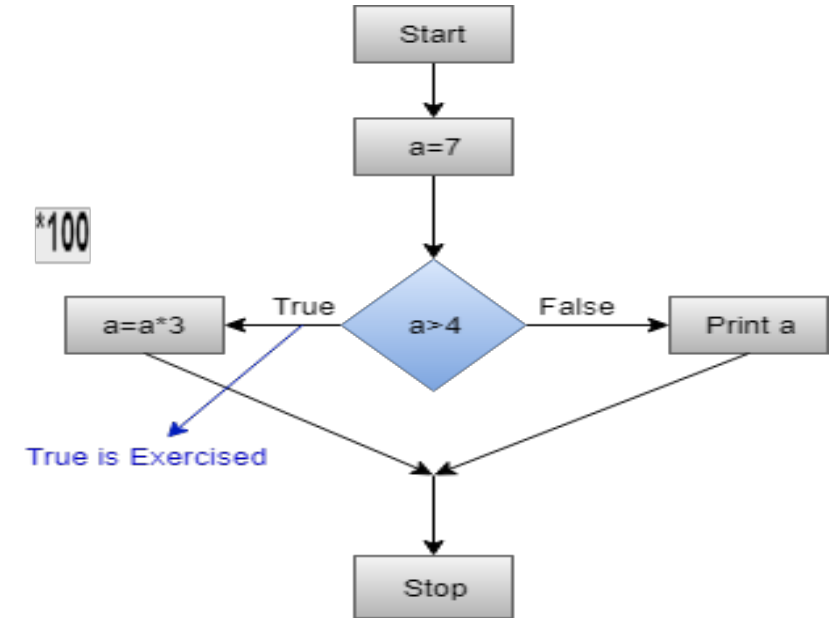 Start
a=7
*100
True
False
a=a*3
a>4
Print a
True is Exercised
Stop